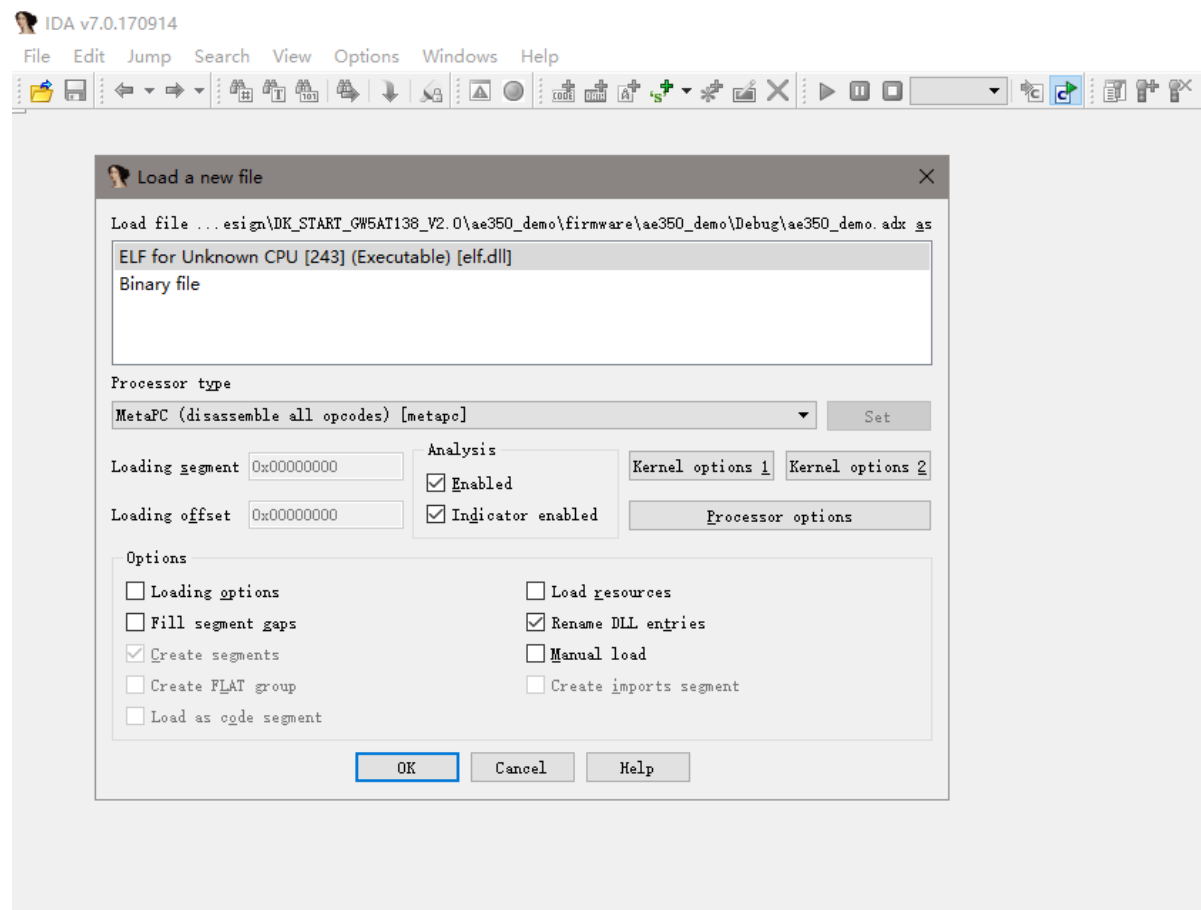 IDA v7.0.170914
File Edit Jump Search View Options Windows Help
Load a new file
Load file ...esign\DK_START_GW5AT138_V2.0\ae350_demo\firmware\ae350_demo\Debug\ae350_demo.adx as
ELF for Unknown CPU [243] (Executable) [elf.dll]
Binary file
Processor type
MetaPC (disassemble all opcodes) [metapc] Set
Loading segment 0x00000000
Loading offset 0x00000000
Analysis
Enabled
Indicator enabled
Kernel options 1 Kernel options 2
Processor options
Options
Loading options Load resources
Fill segment gaps Rename DLL entries
Create segments Manual load
Create FLAT group Create imports segment
Load as code segment
OK Cancel Help